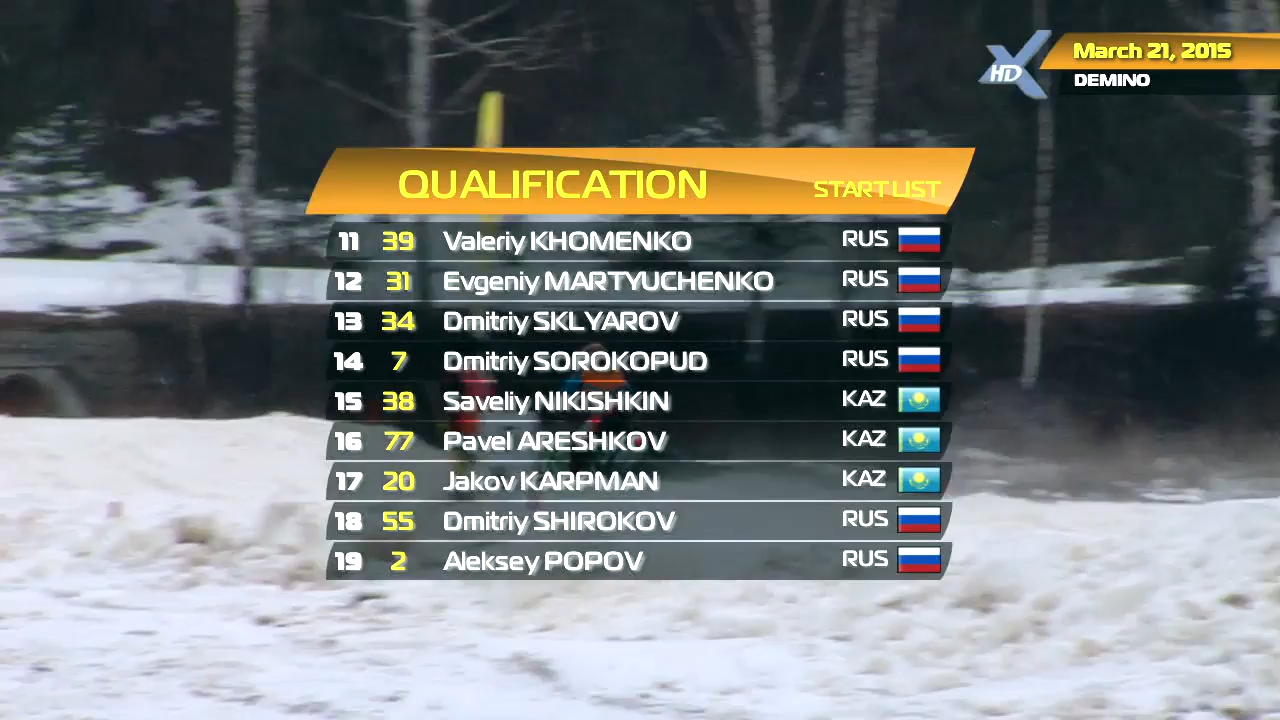 HD X
March 21, 2015
DEMINO
QUALIFICATION START LIST
11 39 Valeriy KHOMENKO RUS
12 31 Evgeniy MARTYUCHENKO RUS
13 34 Dmitriy SKLYAROV RUS
14 7 Dmitriy SOROKOPUD RUS
15 38 Saveliy NIKISHKIN KAZ
16 77 Pavel ARESHKOV KAZ
17 20 Jakov KARPMAN KAZ
18 55 Dmitriy SHIROKOV RUS
19 2 Aleksey POPOV RUS